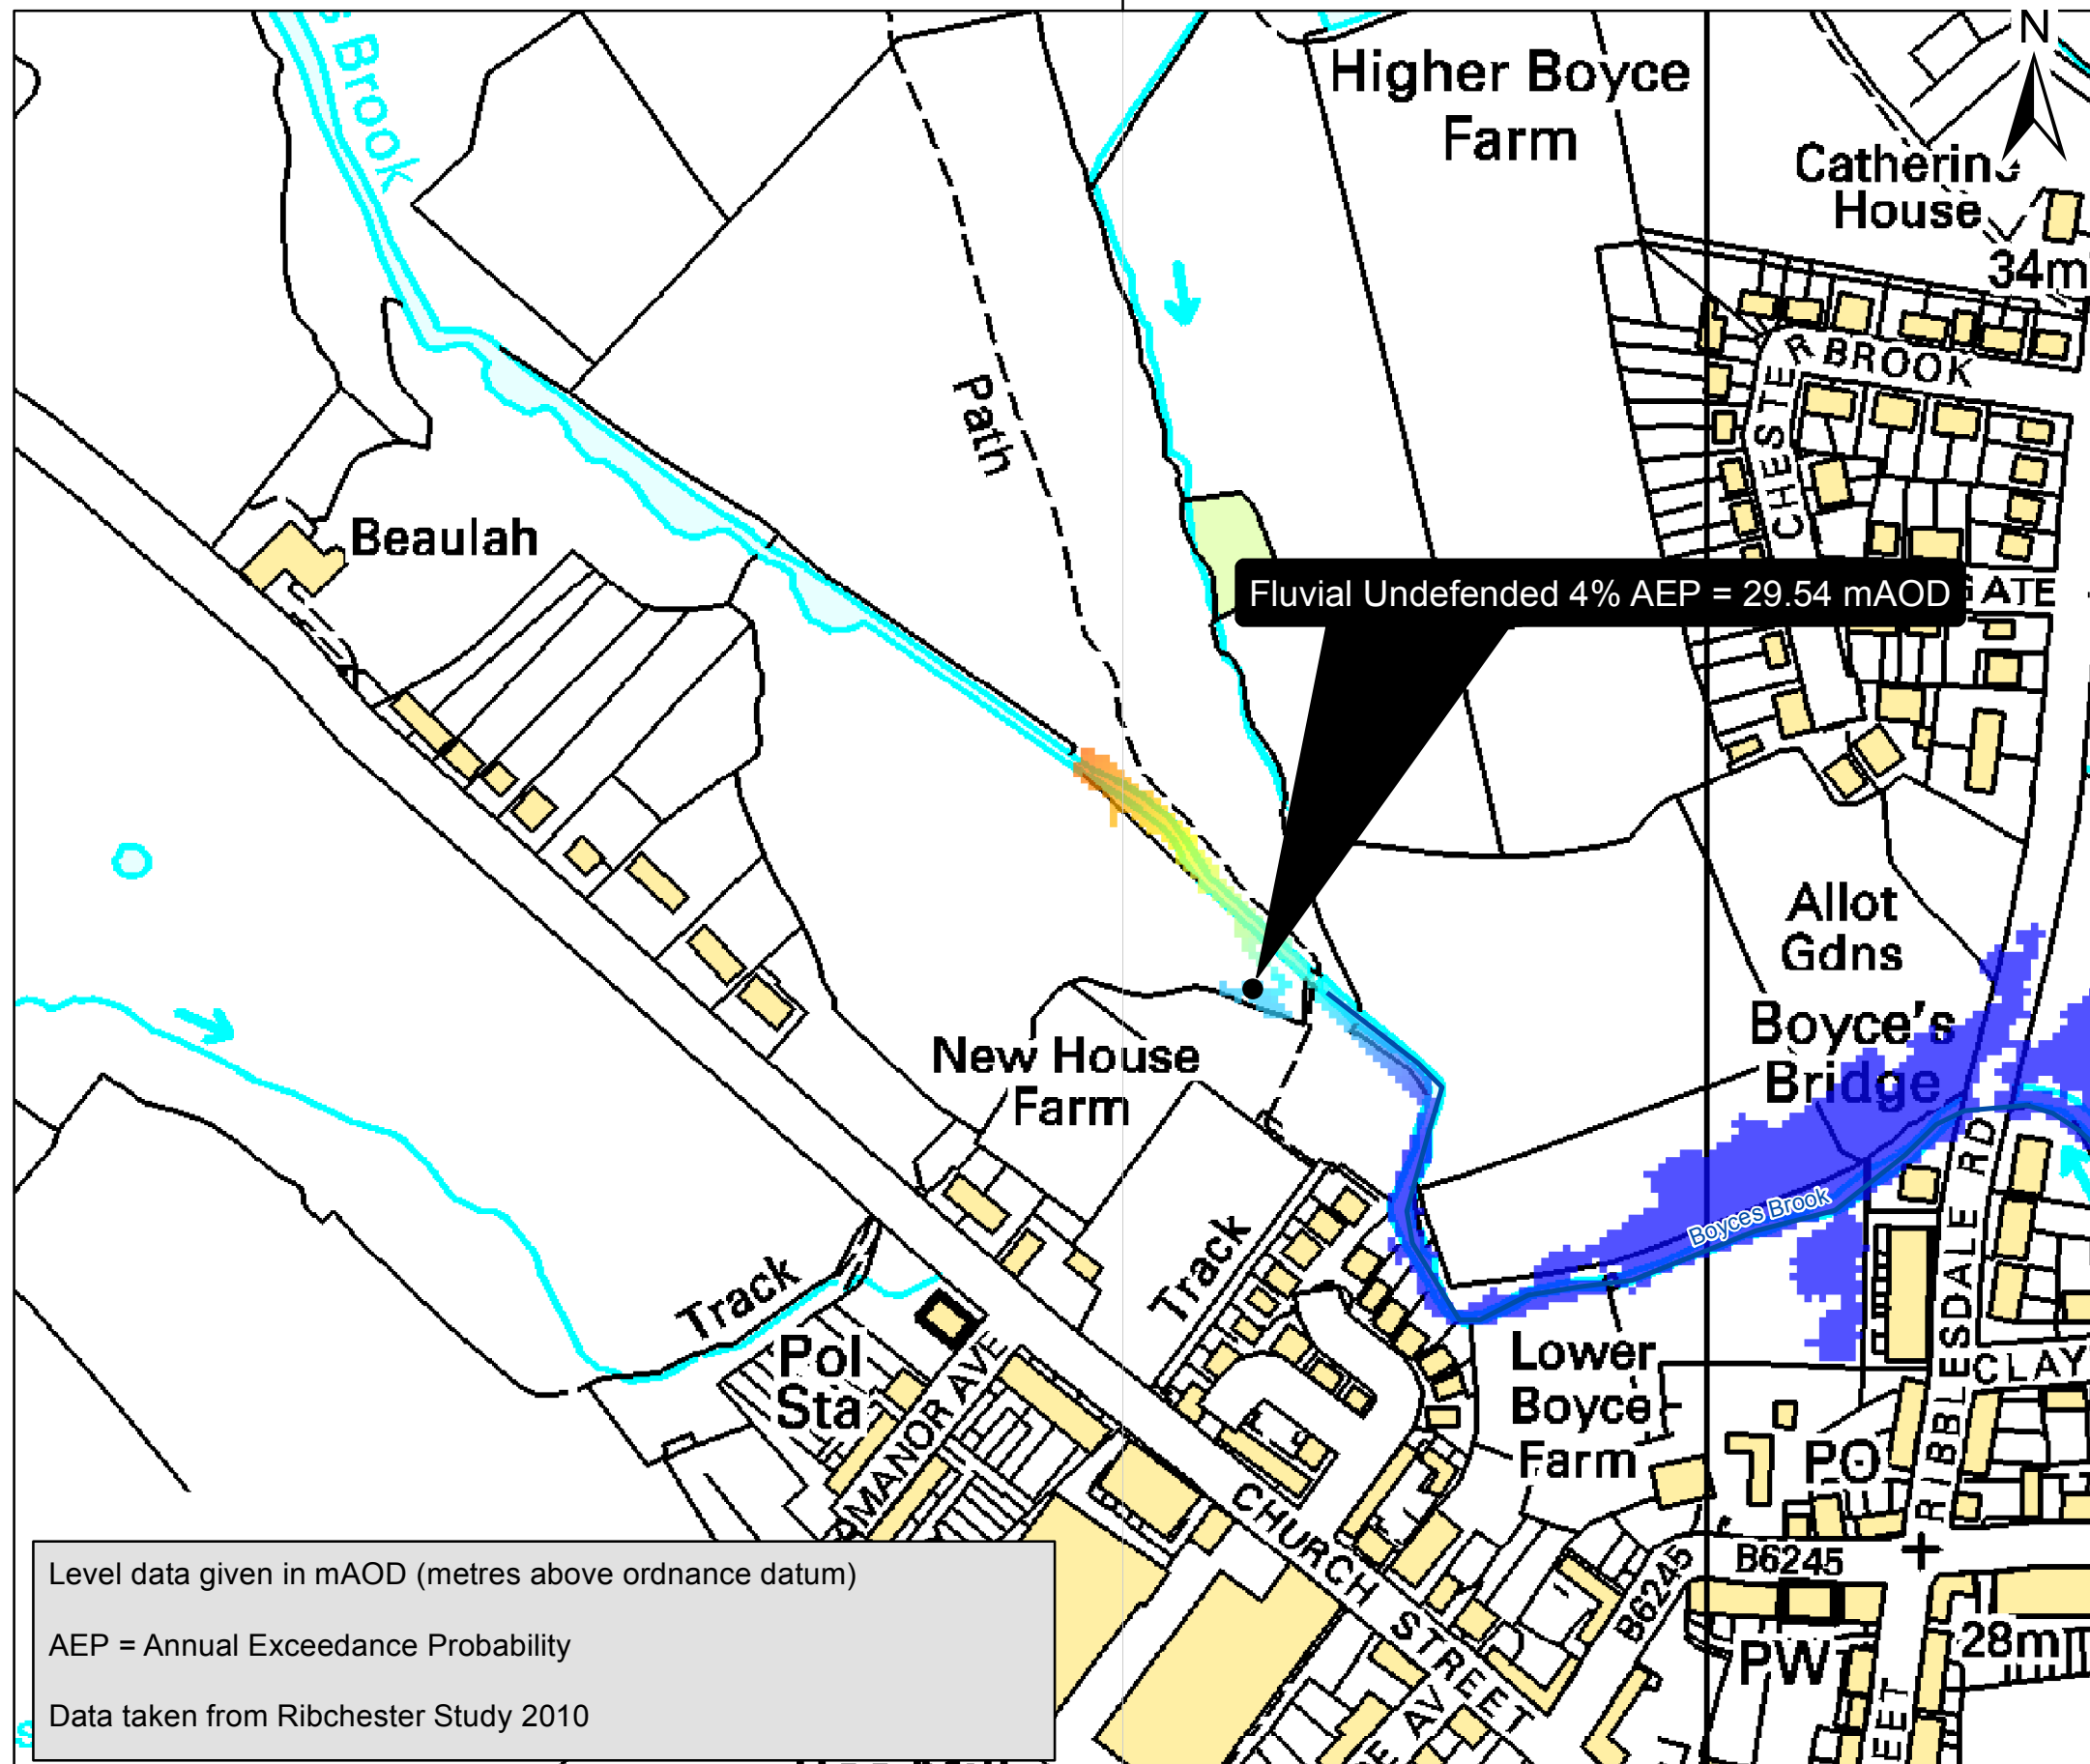 Brook
Higher Boyce
Farm
N
Catherine
House
34m
BROOK
CHESTER
Path
Beaulah
Fluvial Undefended 4% AEP = 29.54 mAOD
GATE
Allot
Gdns
Boyce's
Bridge
New House
Farm
Boyces Brook
RIBBLESDALE RD
Track
Track
Pol
Sta
MANOR AVE
Lower
Boyce
Farm
CLAY
PO
CHURCH STREET
B6245
B6245
PW
28m
AV
EET
Level data given in mAOD (metres above ordnance datum)
AEP = Annual Exceedance Probability
Data taken from Ribchester Study 2010